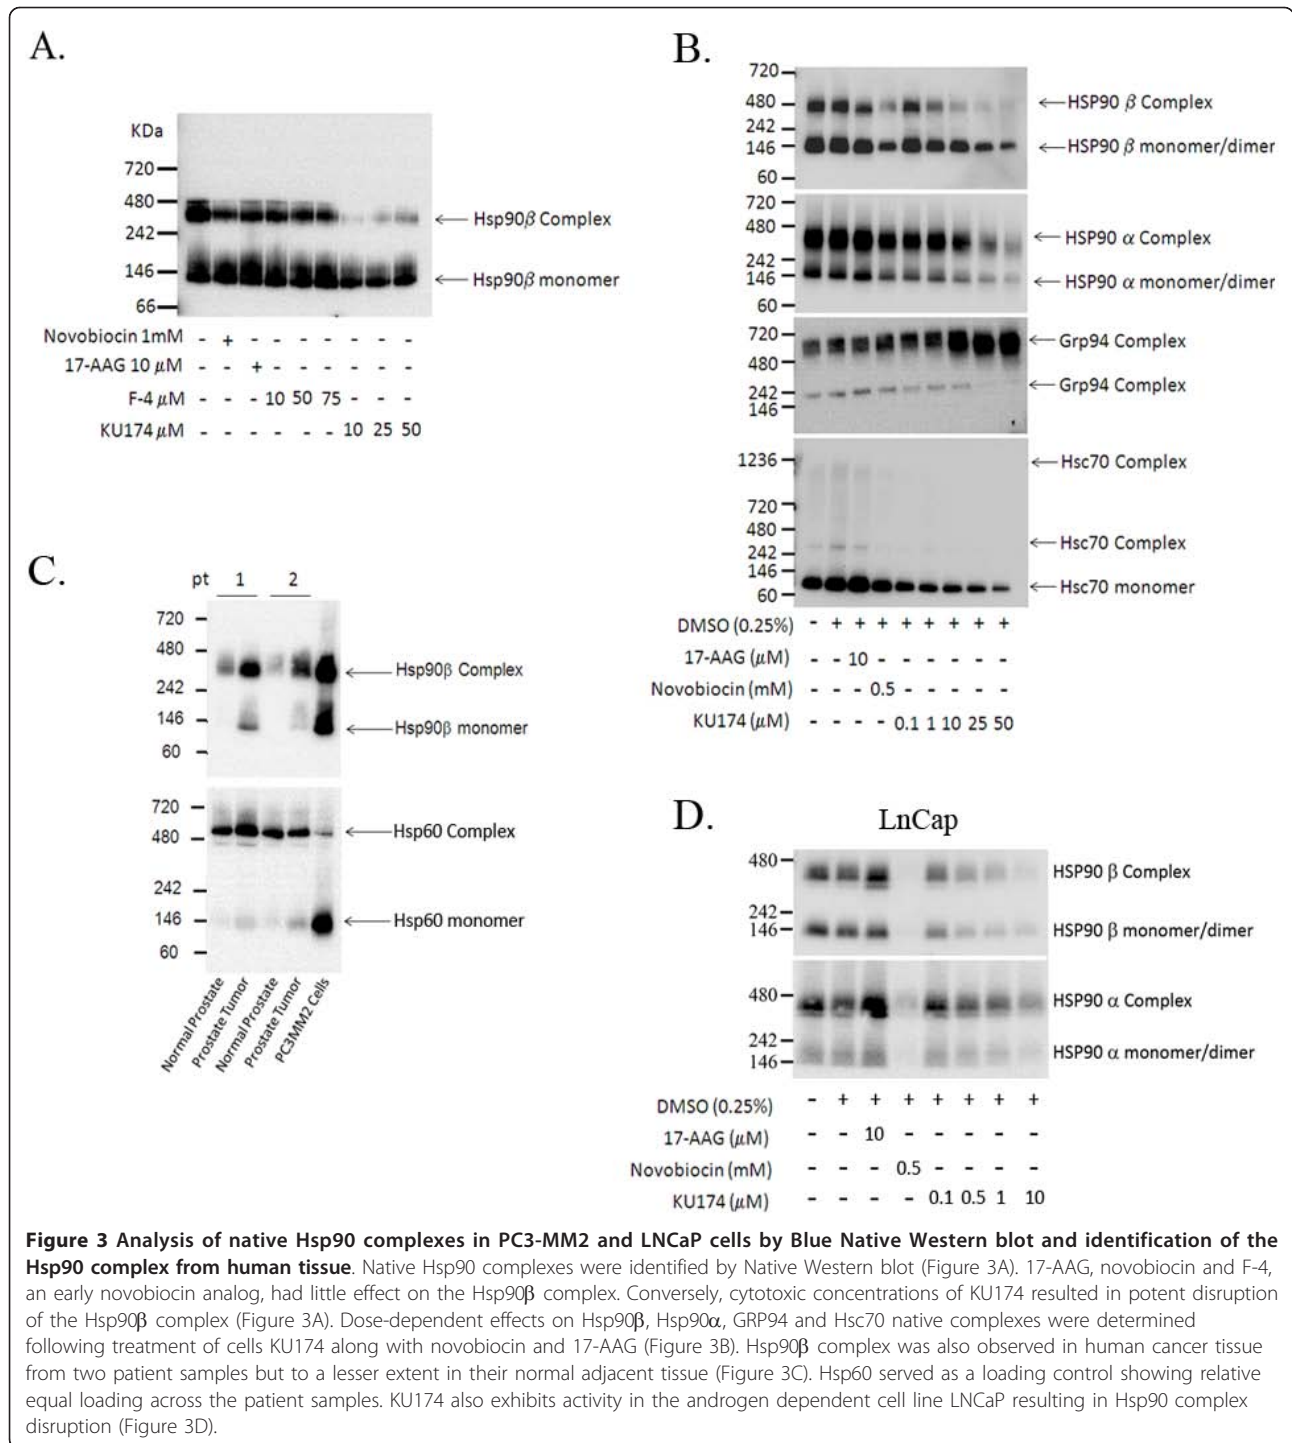 A.
KDa
720
480
242
146
66
Hsp90β Complex
Hsp90β monomer
Novobiocin 1mM - + - - - - - - -
17-AAG 10 μM - - + - - - - - -
F-4 μM - - - 10 50 75 - - -
KU174 μM - - - - - - 10 25 50
B.
720
480
242
146
60
HSP90 β Complex
HSP90 β monomer/dimer
720
480
242
146
60
HSP90 α Complex
HSP90 α monomer/dimer
720
480
242
146
Grp94 Complex
Grp94 Complex
1236
720
480
242
146
60
Hsc70 Complex
Hsc70 Complex
Hsc70 monomer
DMSO (0.25%) - + + + + + + + +
17-AAG (μM) - - 10 - - - - - -
Novobiocin (mM) - - - 0.5 - - - - -
KU174 (μM) - - - - 0.1 1 10 25 50
C.
pt 1 2
720
480
242
146
60
Hsp90β Complex
Hsp90β monomer
720
480
242
146
60
Hsp60 Complex
Hsp60 monomer
Normal Prostate
Prostate Tumor
Normal Prostate
Prostate Tumor
PC3MM2 Cells
D.
LnCap
480
242
146
HSP90 β Complex
HSP90 β monomer/dimer
480
242
146
HSP90 α Complex
HSP90 α monomer/dimer
DMSO (0.25%) - + + + + + + +
17-AAG (μM) - - 10 - - - - -
Novobiocin (mM) - - - 0.5 - - - -
KU174 (μM) - - - - 0.1 0.5 1 10
Figure 3 Analysis of native Hsp90 complexes in PC3-MM2 and LNCaP cells by Blue Native Western blot and identification of the
Hsp90 complex from human tissue. Native Hsp90 complexes were identified by Native Western blot (Figure 3A). 17-AAG, novobiocin and F-4,
an early novobiocin analog, had little effect on the Hsp90β complex. Conversely, cytotoxic concentrations of KU174 resulted in potent disruption
of the Hsp90β complex (Figure 3A). Dose-dependent effects on Hsp90β, Hsp90α, GRP94 and Hsc70 native complexes were determined
following treatment of cells KU174 along with novobiocin and 17-AAG (Figure 3B). Hsp90β complex was also observed in human cancer tissue
from two patient samples but to a lesser extent in their normal adjacent tissue (Figure 3C). Hsp60 served as a loading control showing relative
equal loading across the patient samples. KU174 also exhibits activity in the androgen dependent cell line LNCaP resulting in Hsp90 complex
disruption (Figure 3D).